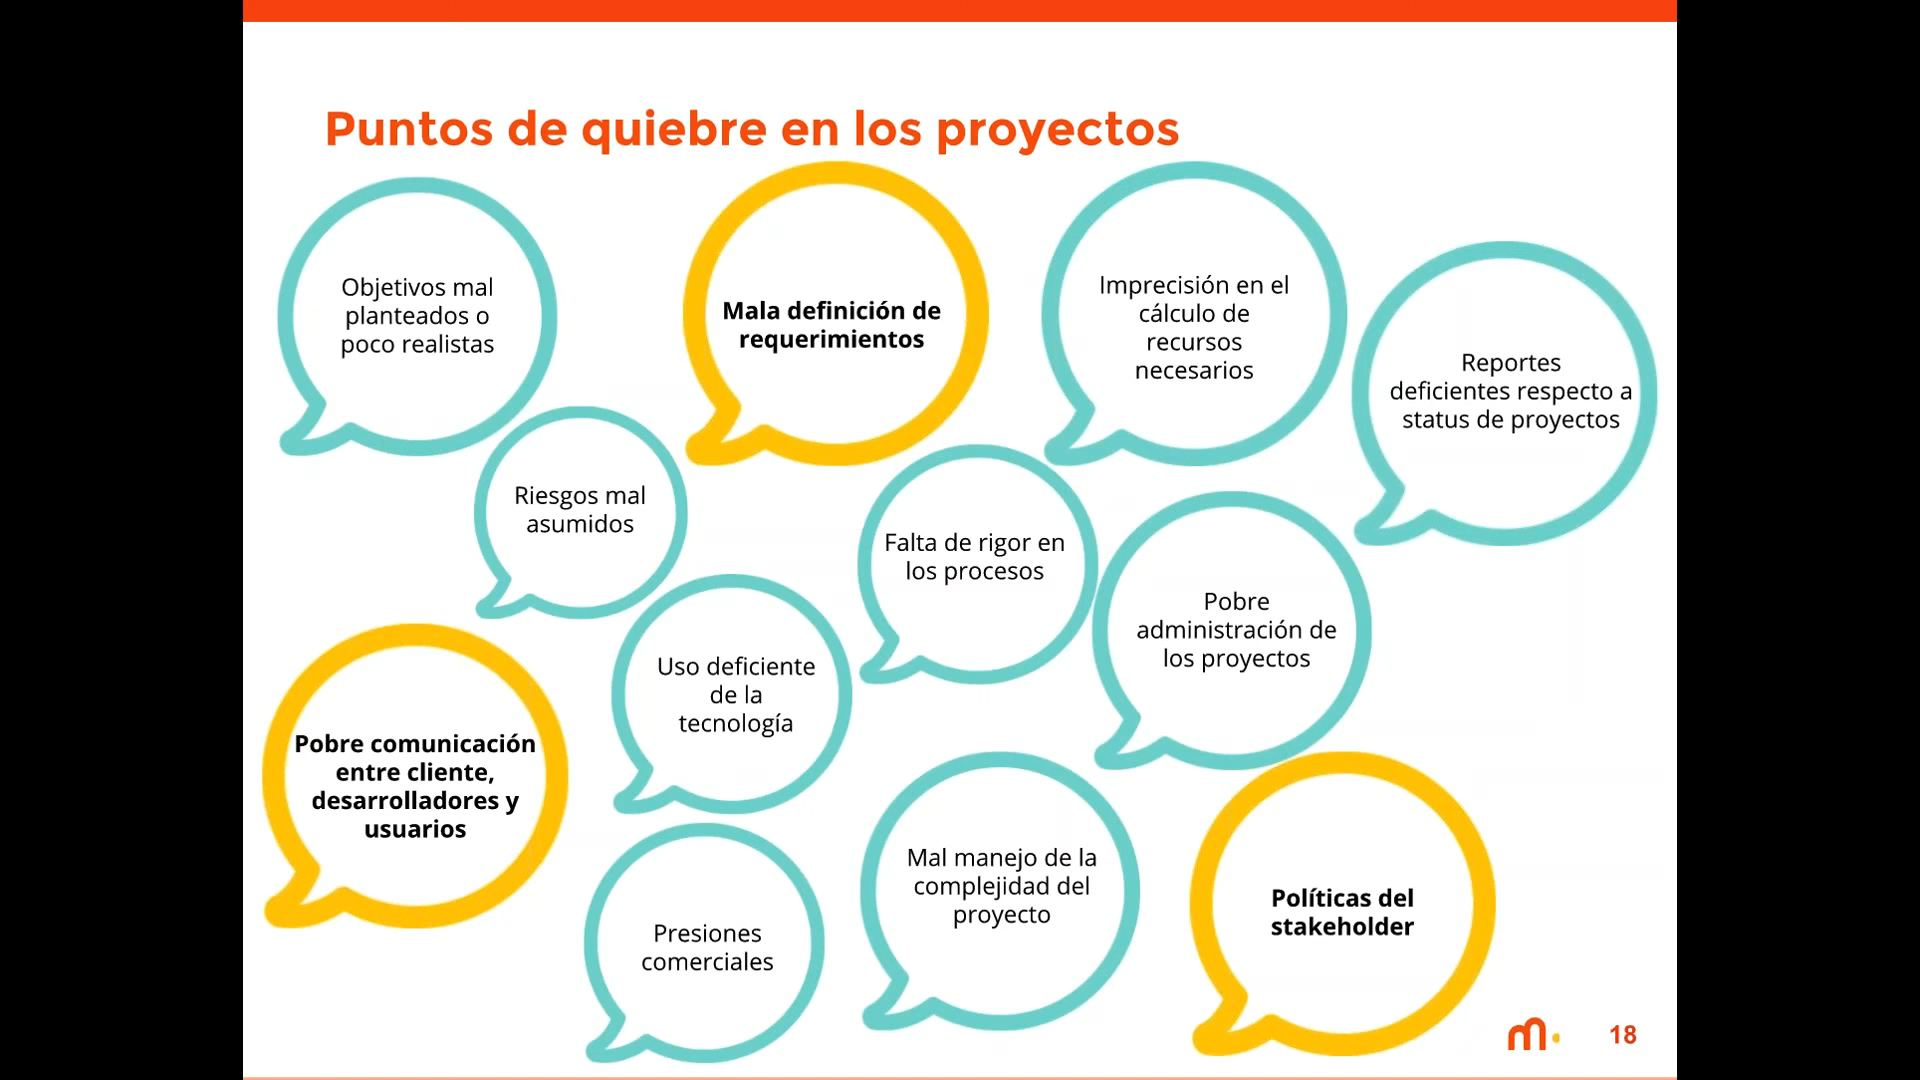 Puntos de quiebre en los proyectos
Objetivos mal
planteados o
poco realistas
Mala definición de
requerimientos
Imprecisión en el
cálculo de
recursos
necesarios
Reportes
deficientes respecto a
status de proyectos
Riesgos mal
asumidos
Falta de rigor en
los procesos
Pobre
administración de
los proyectos
Uso deficiente
de la
tecnología
Pobre comunicación
entre cliente,
desarrolladores y
usuarios
Mal manejo de la
complejidad del
proyecto
Políticas del
stakeholder
Presiones
comerciales
m.
18